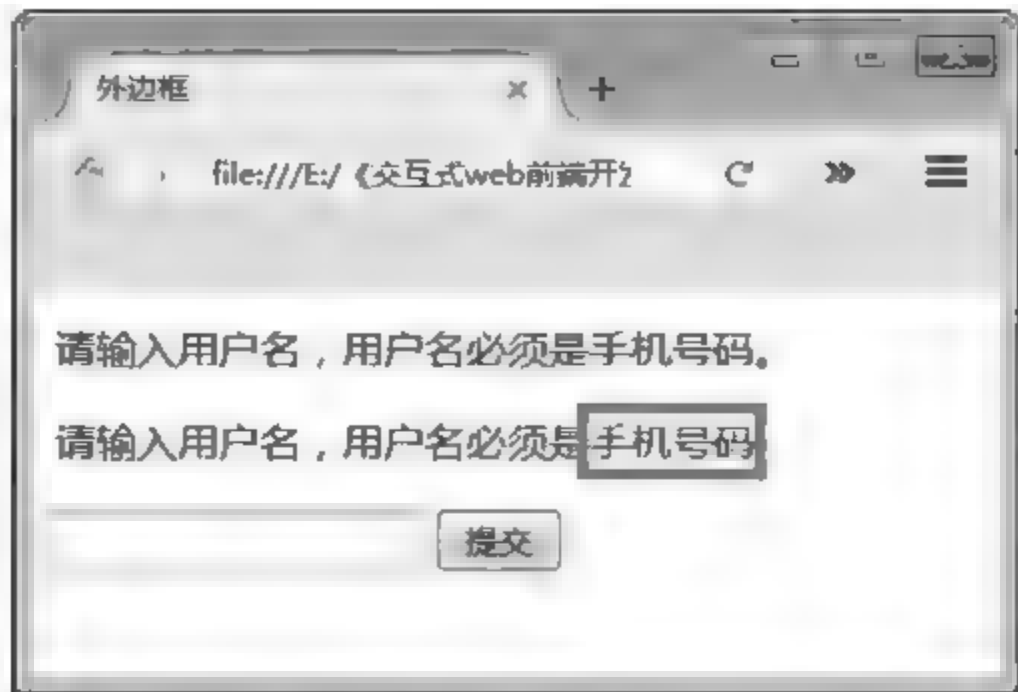 外边框
file:///E:/《交互式web前端开发
请输入用户名，用户名必须是手机号码。
请输入用户名，用户名必须是手机号码
提交